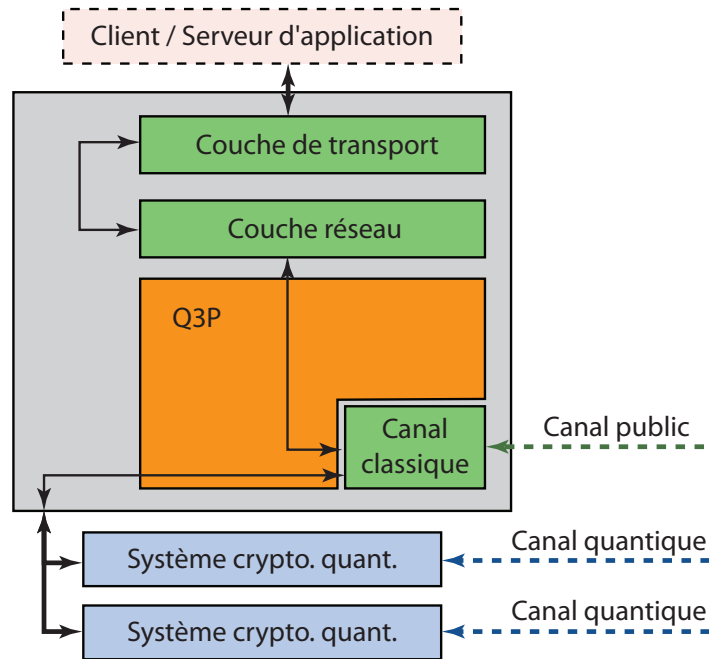 Client / Serveur d'application
Couche de transport
Couche réseau
Q3P
Canal
classique
Canal public
Système crypto. quant.
Canal quantique
Système crypto. quant.
Canal quantique